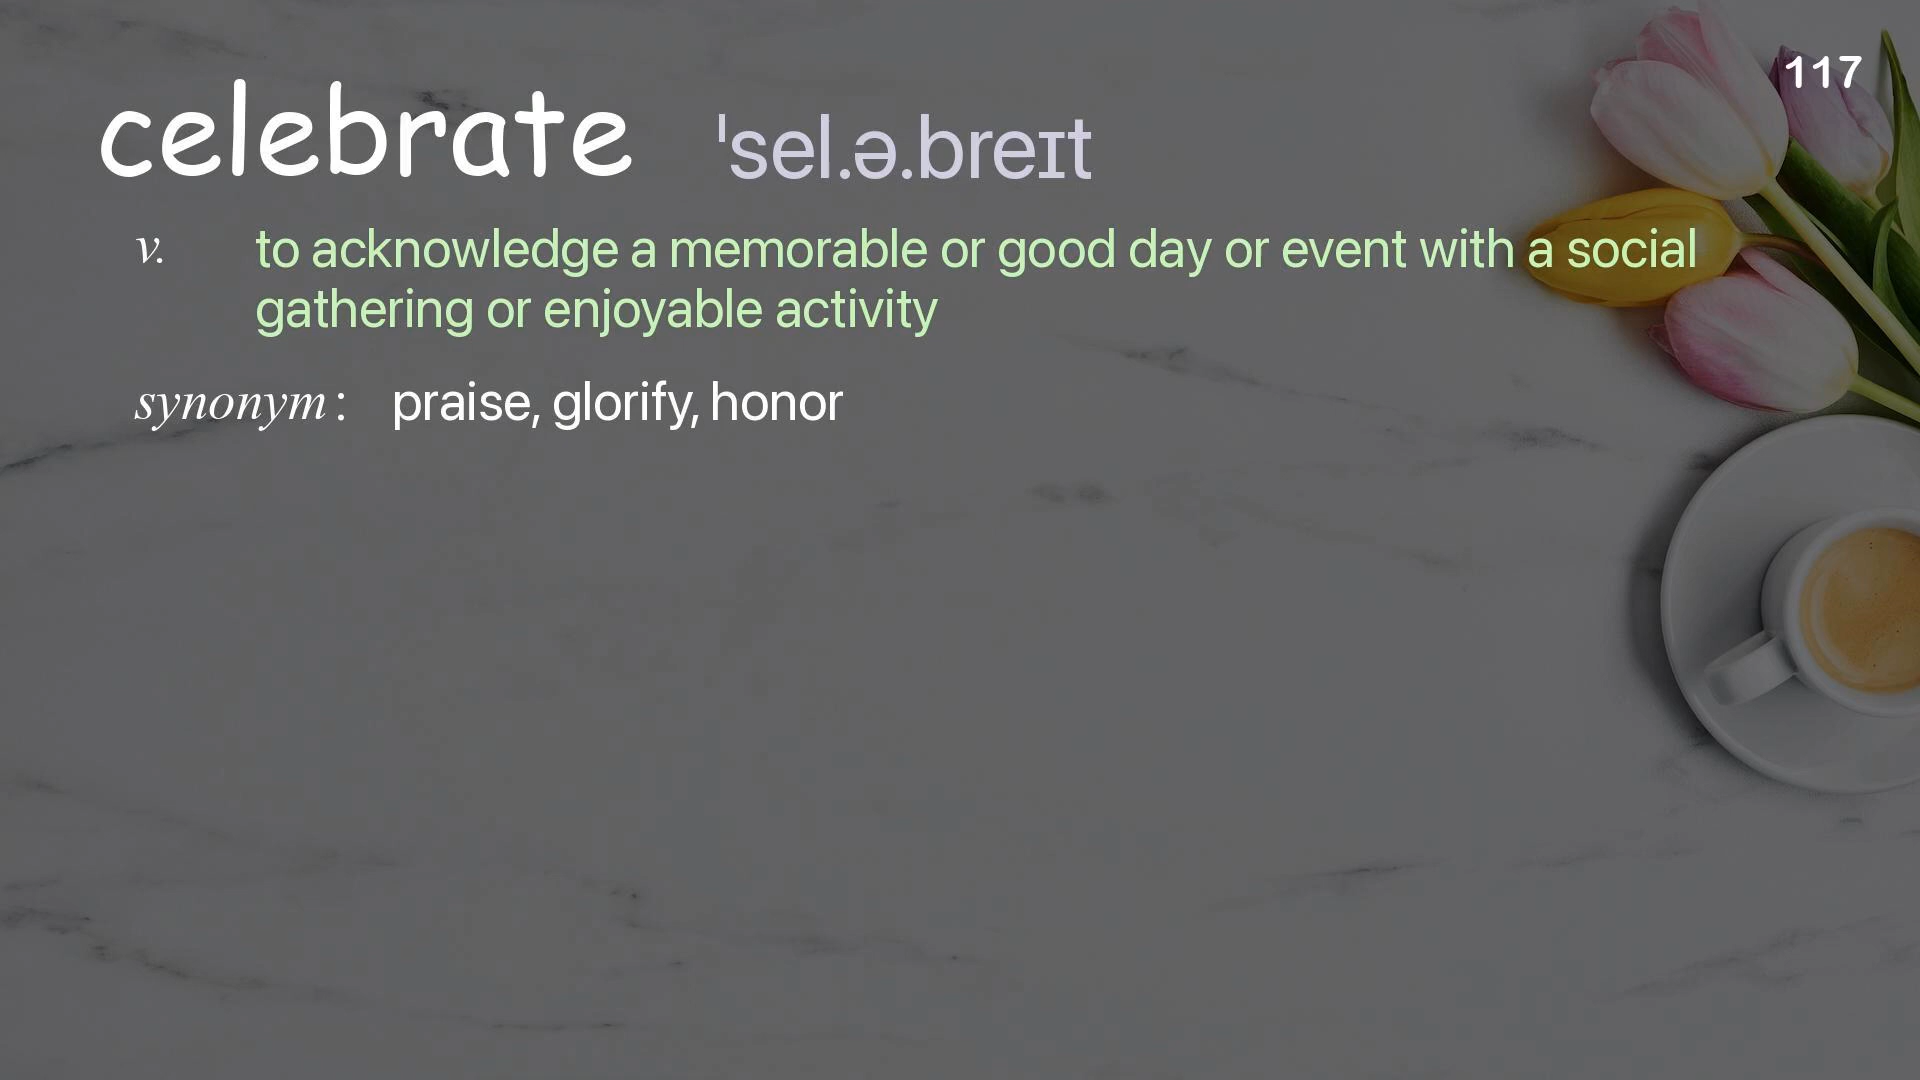 117
celebrate ˈsel.ə.breɪt
v. to acknowledge a memorable or good day or event with a social
gathering or enjoyable activity
synonym : praise, glorify, honor